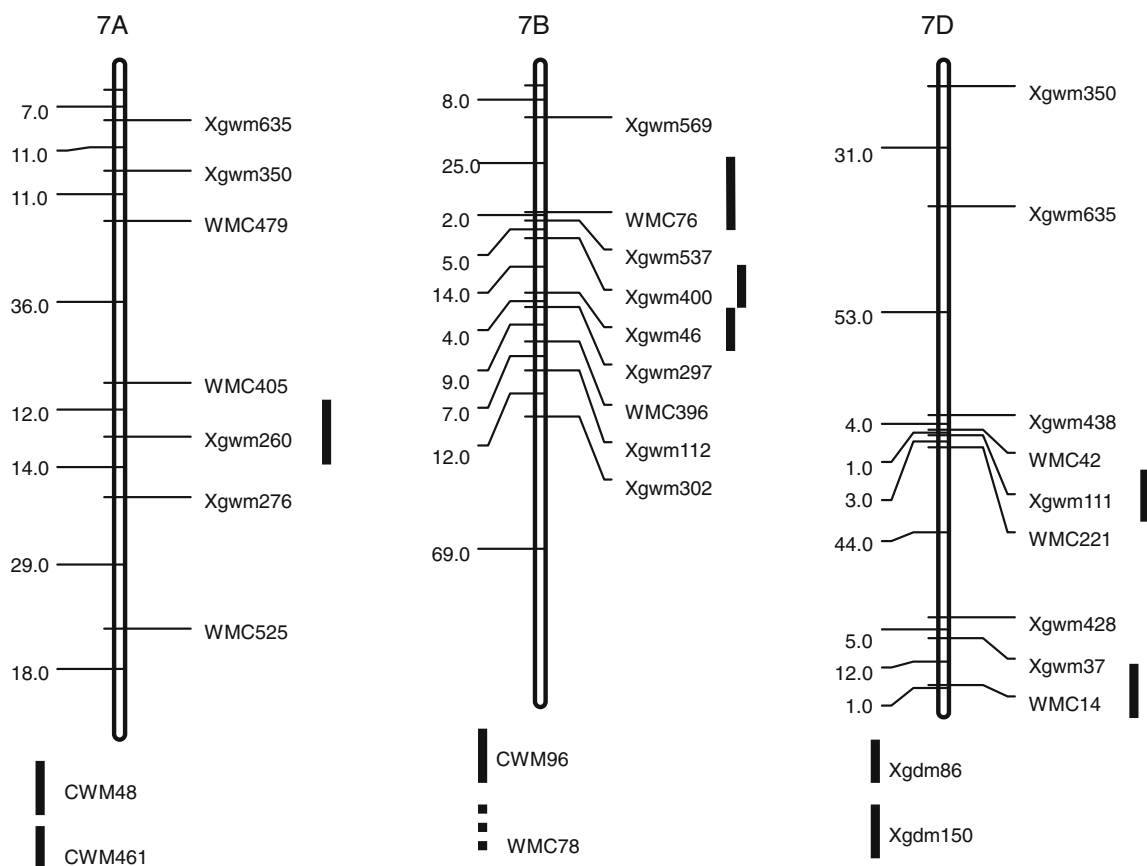 7A
7.0
Xgwm635
11.0
Xgwm350
11.0
WMC479
36.0
WMC405
12.0
Xgwm260
14.0
Xgwm276
29.0
WMC525
18.0
CWM48
CWM461
7B
8.0
Xgwm569
25.0
WMC76
2.0
Xgwm537
5.0
Xgwm400
14.0
Xgwm46
4.0
Xgwm297
9.0
WMC396
7.0
Xgwm112
12.0
Xgwm302
69.0
CWM96
WMC78
7D
Xgwm350
31.0
Xgwm635
53.0
Xgwm438
4.0
WMC42
1.0
Xgwm111
3.0
WMC221
44.0
Xgwm428
5.0
Xgwm37
12.0
WMC14
1.0
Xgdm86
Xgdm150